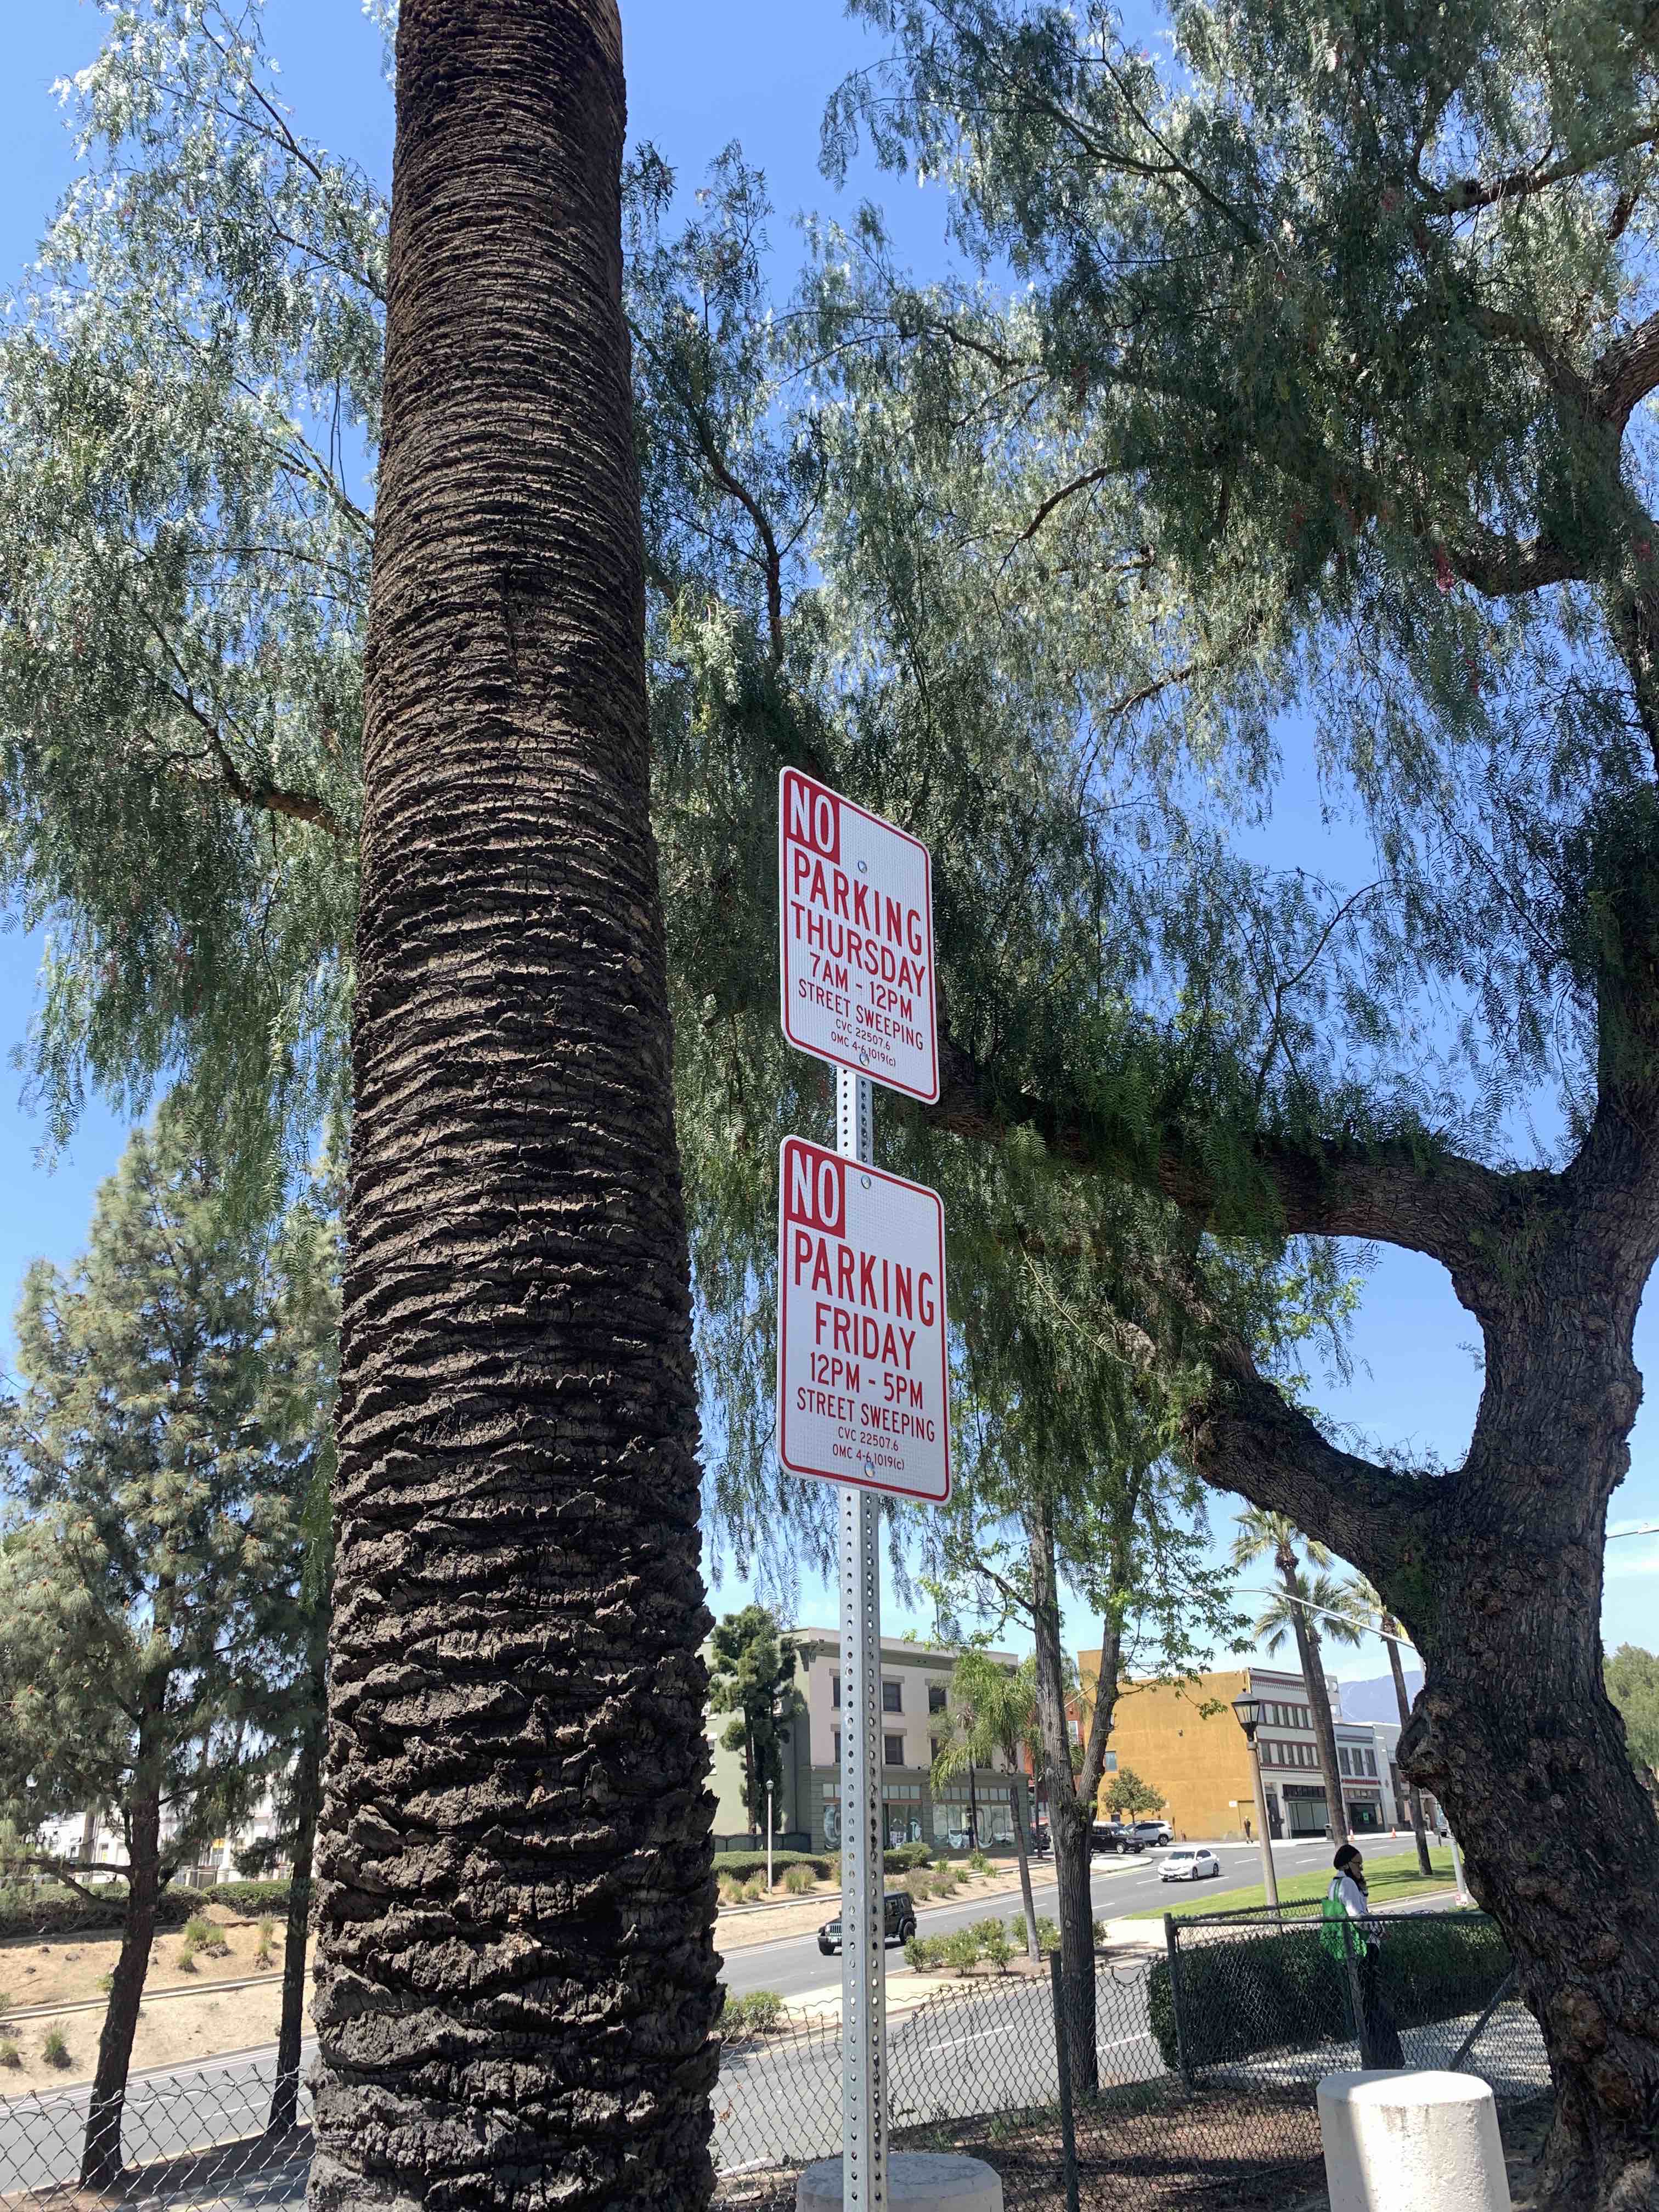 NO
PARKING
THURSDAY
7AM - 12PM
STREET SWEEPING
CVC 22507.6
OMC 4-6.1019(c)
NO
PARKING
FRIDAY
12PM - 5PM
STREET SWEEPING
CVC 22507.6
OMC 4-6.1019(c)